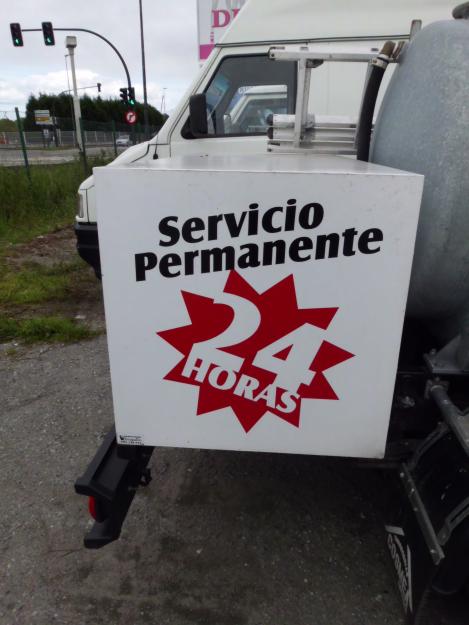 Servicio
Permanente
24
HORAS